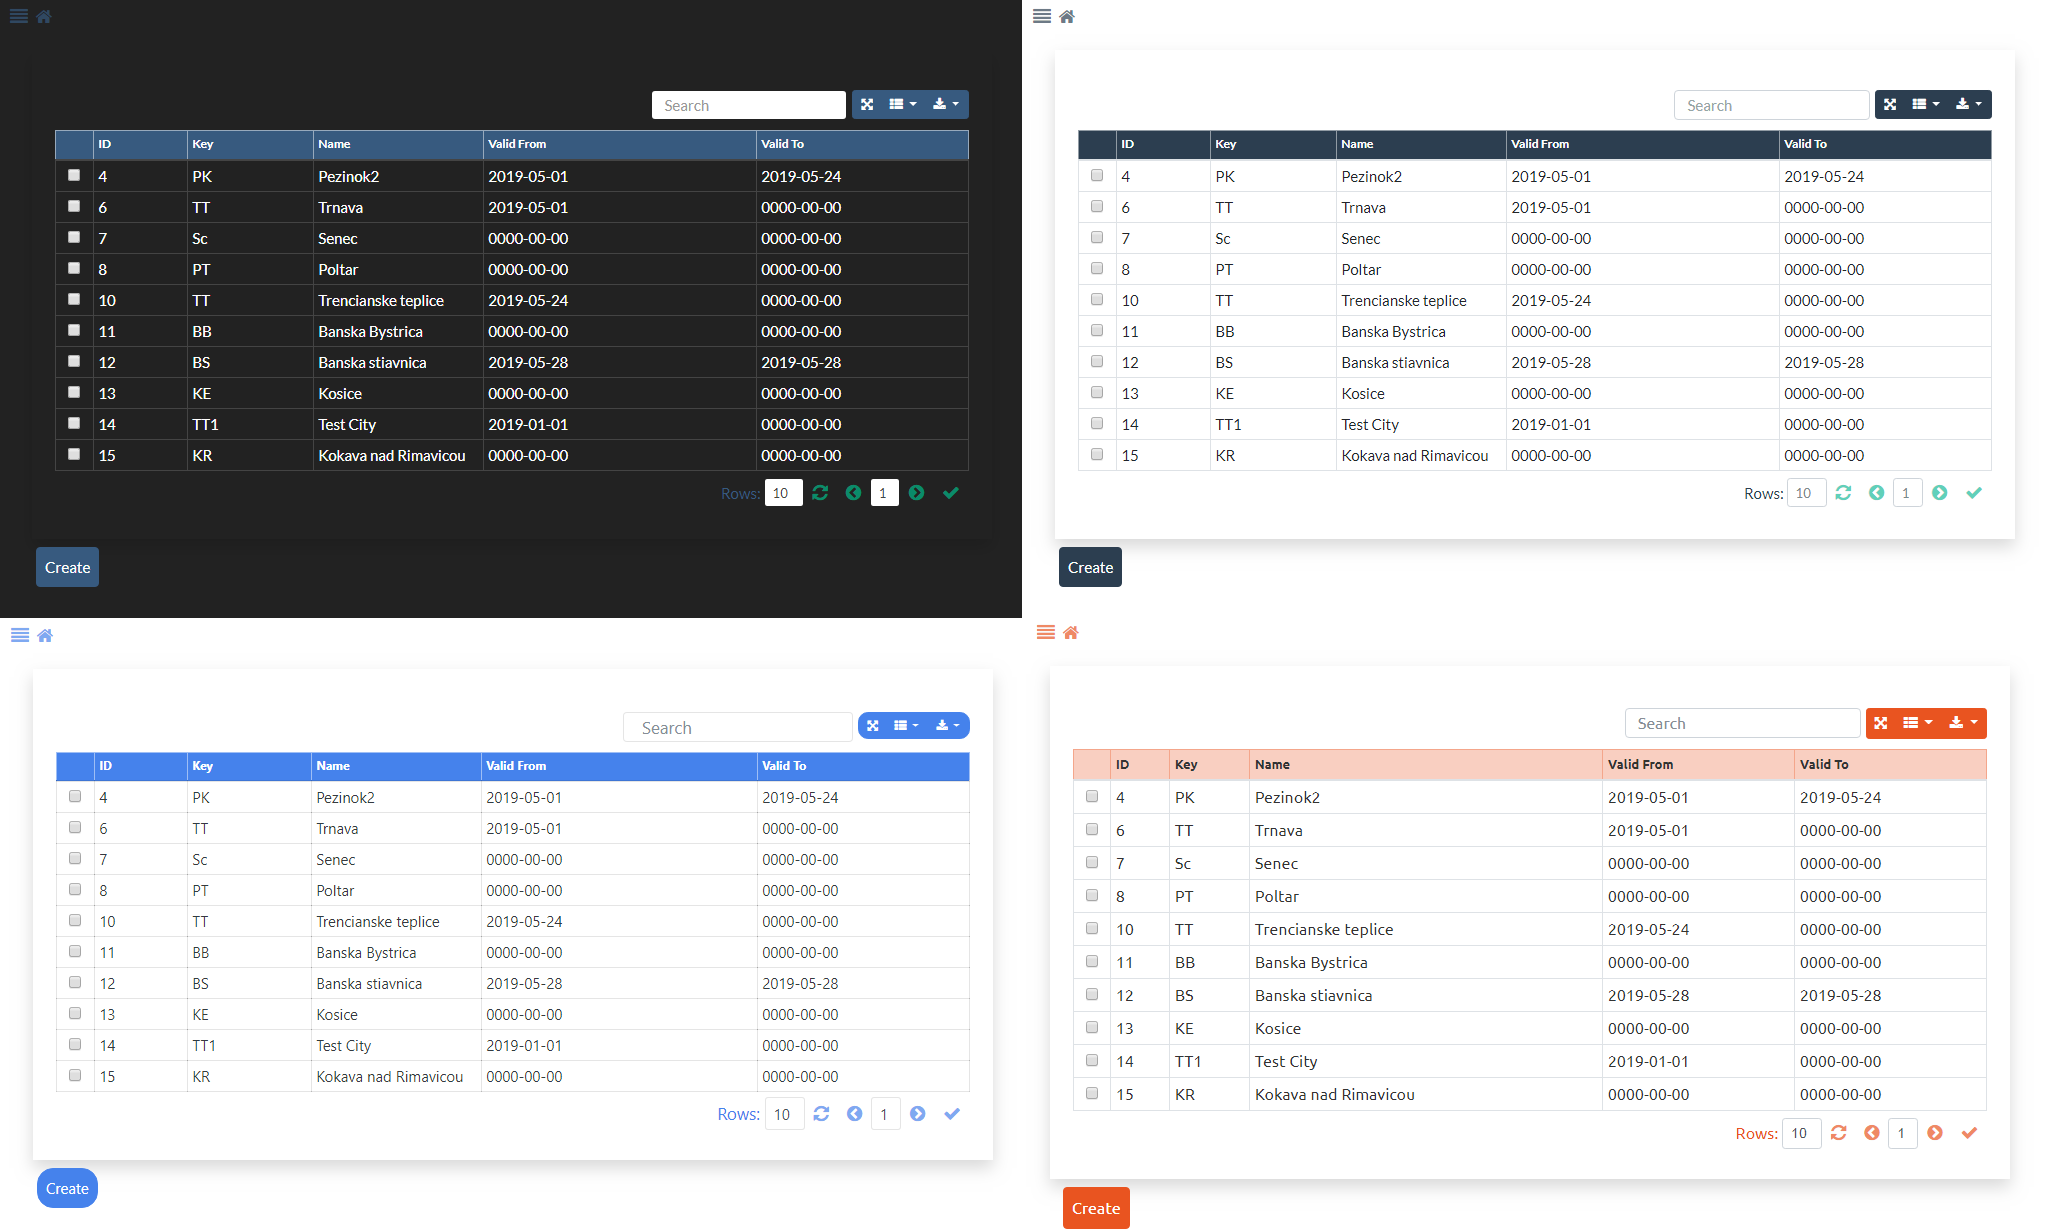 Search
ID Key Name Valid From Valid To
4 PK Pezinok2 2019-05-01 2019-05-24
6 TT Trnava 2019-05-01 0000-00-00
7 Sc Senec 0000-00-00 0000-00-00
8 PT Poltar 0000-00-00 0000-00-00
10 TT Trencianske teplice 2019-05-24 0000-00-00
11 BB Banska Bystrica 0000-00-00 0000-00-00
12 BS Banska stiavnica 2019-05-28 2019-05-28
13 KE Kosice 0000-00-00 0000-00-00
14 TT1 Test City 2019-01-01 0000-00-00
15 KR Kokava nad Rimavicou 0000-00-00 0000-00-00
Rows: 10 1
Create
Search
ID Key Name Valid From Valid To
4 PK Pezinok2 2019-05-01 2019-05-24
6 TT Trnava 2019-05-01 0000-00-00
7 Sc Senec 0000-00-00 0000-00-00
8 PT Poltar 0000-00-00 0000-00-00
10 TT Trencianske teplice 2019-05-24 0000-00-00
11 BB Banska Bystrica 0000-00-00 0000-00-00
12 BS Banska stiavnica 2019-05-28 2019-05-28
13 KE Kosice 0000-00-00 0000-00-00
14 TT1 Test City 2019-01-01 0000-00-00
15 KR Kokava nad Rimavicou 0000-00-00 0000-00-00
Rows: 10 1
Create
Search
ID Key Name Valid From Valid To
4 PK Pezinok2 2019-05-01 2019-05-24
6 TT Trnava 2019-05-01 0000-00-00
7 Sc Senec 0000-00-00 0000-00-00
8 PT Poltar 0000-00-00 0000-00-00
10 TT Trencianske teplice 2019-05-24 0000-00-00
11 BB Banska Bystrica 0000-00-00 0000-00-00
12 BS Banska stiavnica 2019-05-28 2019-05-28
13 KE Kosice 0000-00-00 0000-00-00
14 TT1 Test City 2019-01-01 0000-00-00
15 KR Kokava nad Rimavicou 0000-00-00 0000-00-00
Rows: 10 1
Create
Search
ID Key Name Valid From Valid To
4 PK Pezinok2 2019-05-01 2019-05-24
6 TT Trnava 2019-05-01 0000-00-00
7 Sc Senec 0000-00-00 0000-00-00
8 PT Poltar 0000-00-00 0000-00-00
10 TT Trencianske teplice 2019-05-24 0000-00-00
11 BB Banska Bystrica 0000-00-00 0000-00-00
12 BS Banska stiavnica 2019-05-28 2019-05-28
13 KE Kosice 0000-00-00 0000-00-00
14 TT1 Test City 2019-01-01 0000-00-00
15 KR Kokava nad Rimavicou 0000-00-00 0000-00-00
Rows: 10 1
Create